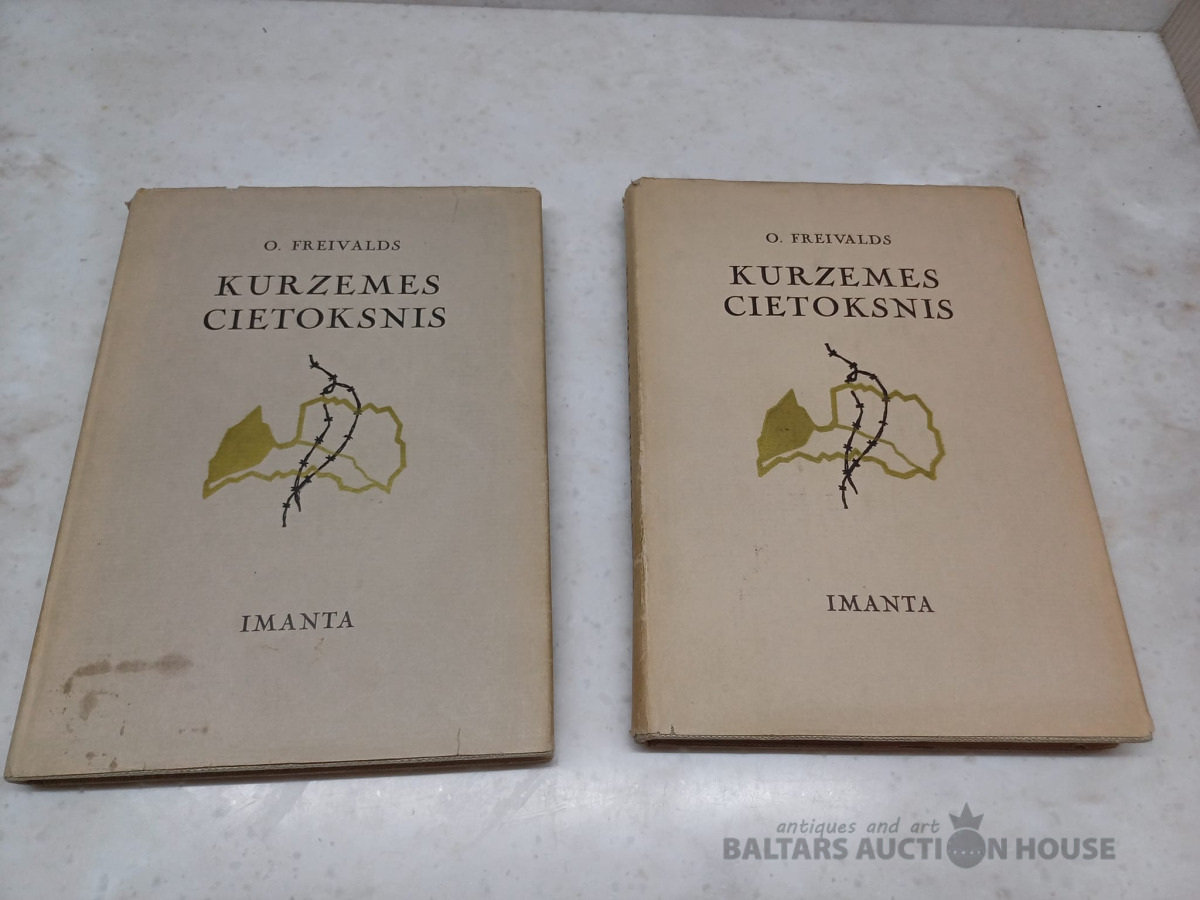 O. FREIVALDS
KURZEMES
CIETOKSNIS
IMANTA
O. FREIVALDS
KURZEMES
CIETOKSNIS
IMANTA
antiques and art
BALTARS AUCTION HOUSE